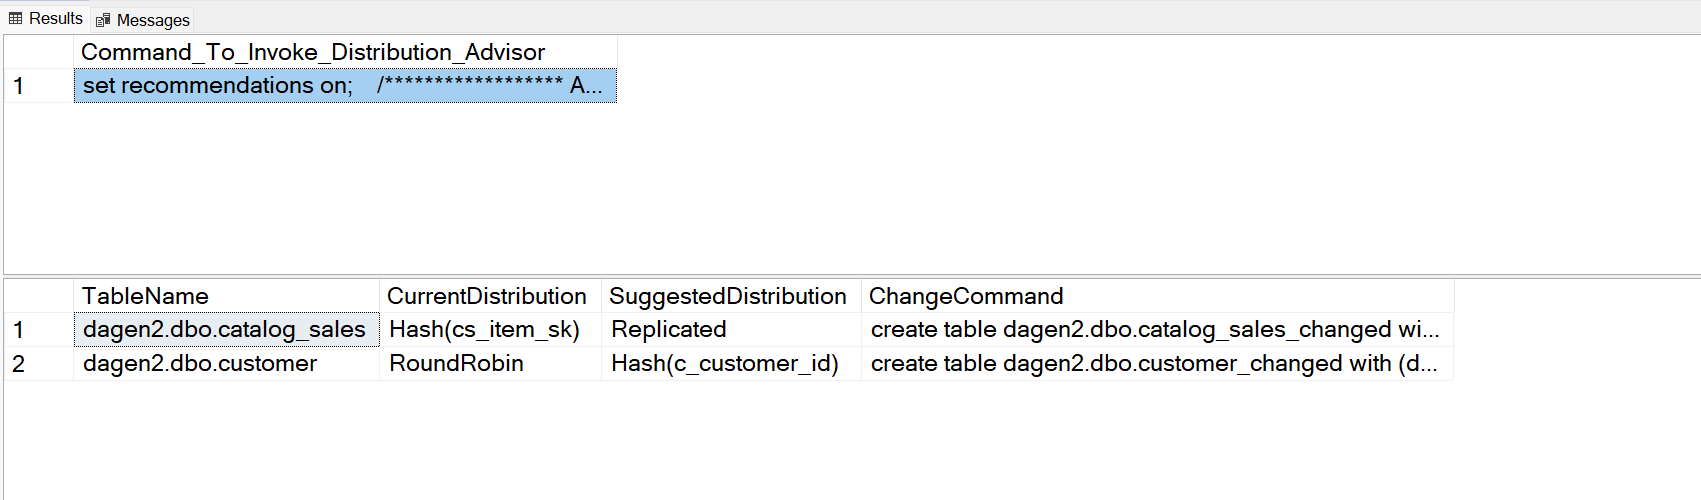 Results Messages
Command_To_Invoke_Distribution_Advisor
1 set recommendations on; /****************** A...
TableName CurrentDistribution SuggestedDistribution ChangeCommand
1 dagen2.dbo.catalog_sales Hash(cs_item_sk) Replicated create table dagen2.dbo.catalog_sales_changed wi...
2 dagen2.dbo.customer RoundRobin Hash(c_customer_id) create table dagen2.dbo.customer_changed with (d...